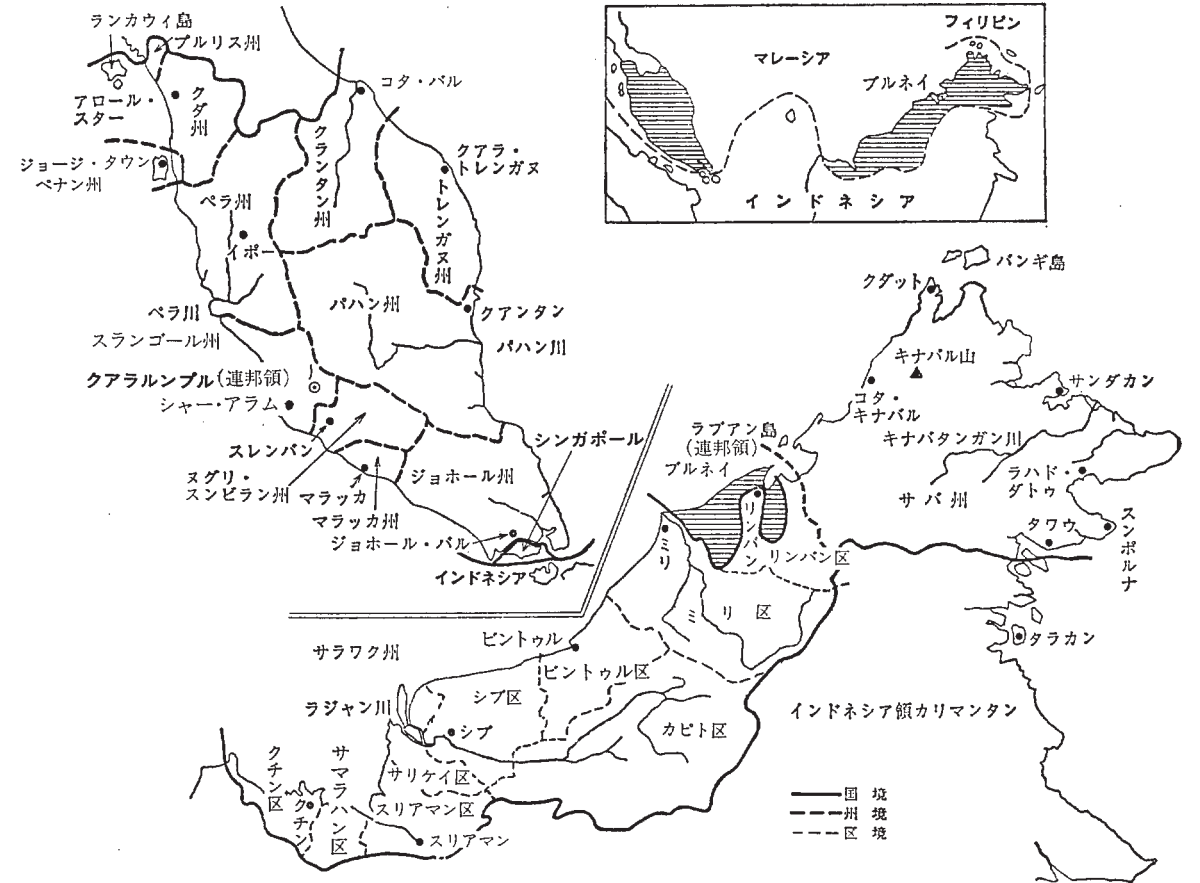 ランカウィ島
プルリス州
アロール・
スター
クダ州
コタ・バル
ジョージ・タウン
ペナン州
クランタン州
クアラ・
トレンガヌ
トレンガヌ州
ペラ州
イポー
ペラ川
パハン州
クアンタン
パハン川
スランゴール州
クアラルンプル(連邦領)
シャー・アラム
スレンバン
ヌグリ・
スンビラン州
マラッカ
マラッカ州
ジョホール州
シンガポール
ジョホール・バル
インドネシア
フィリピン
マレーシア
ブルネイ
インドネシア
バンギ島
クダット
キナバル山
コタ・
キナバル
サンダカン
キナバタンガン川
ラハド・
ダトゥ
サバ州
タワウ
スンポルナ
ラブアン島
(連邦領)
ブルネイ
リンバン
リンバン区
ミリ
ミリ区
タラカン
ビントゥル
ビントゥル区
サラワク州
シブ区
ラジャン川
シブ
カピト区
インドネシア領カリマンタン
サリケイ区
スリアマン区
スリアマン
クチン区
クチン
サマラハン区
国境
州境
区境